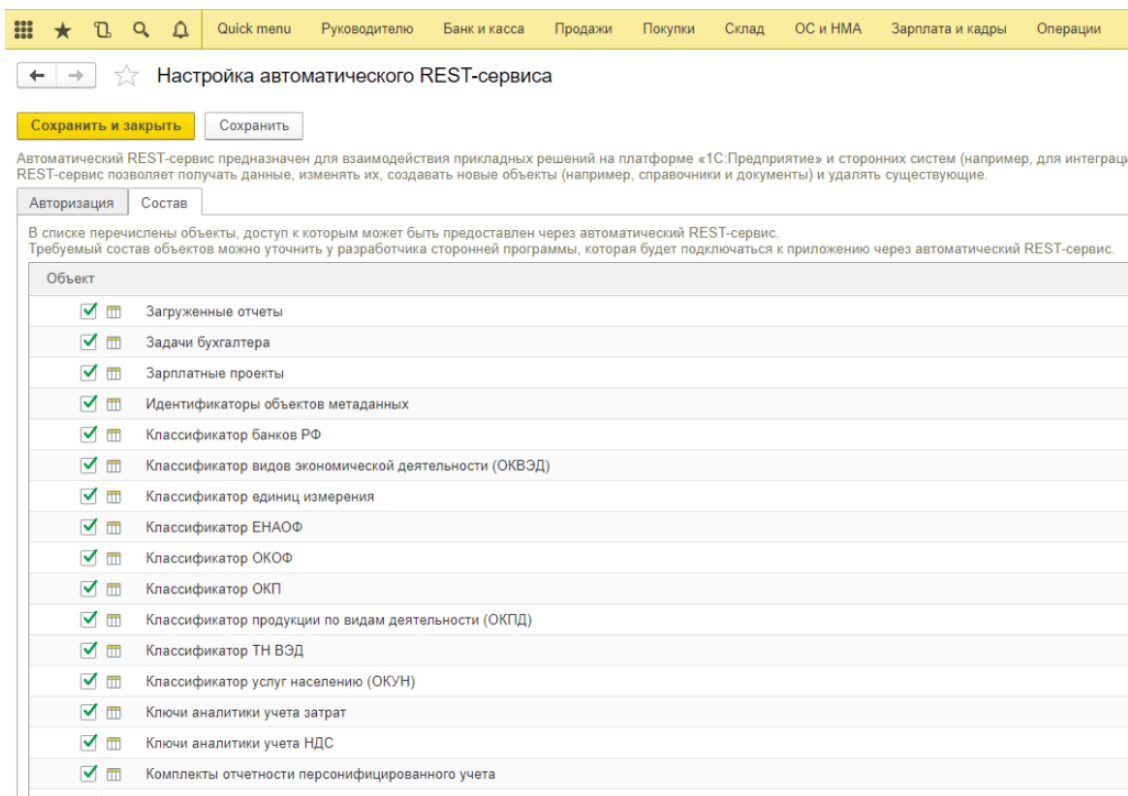 Quick menu Руководителю Банк и касса Продажи Покупки Склад ОС и НМА Зарплата и кадры Операции
Настройка автоматического REST-сервиса
Сохранить и закрыть Сохранить
Автоматический REST-сервис предназначен для взаимодействия прикладных решений на платформе «1С:Предприятие» и сторонних систем (например, для интеграци
REST-сервис позволяет получать данные, изменять их, создавать новые объекты (например, справочники и документы) и удалять существующие.
Авторизация Состав
В списке перечислены объекты, доступ к которым может быть предоставлен через автоматический REST-сервис.
Требуемый состав объектов можно уточнить у разработчика сторонней программы, которая будет подключаться к приложению через автоматический REST-сервис.
Объект
Загруженные отчеты
Задачи бухгалтера
Зарплатные проекты
Идентификаторы объектов метаданных
Классификатор банков РФ
Классификатор видов экономической деятельности (ОКВЭД)
Классификатор единиц измерения
Классификатор ЕНАОФ
Классификатор ОКОФ
Классификатор ОКП
Классификатор продукции по видам деятельности (ОКПД)
Классификатор ТН ВЭД
Классификатор услуг населению (ОКУН)
Ключи аналитики учета затрат
Ключи аналитики учета НДС
Комплекты отчетности персонифицированного учета